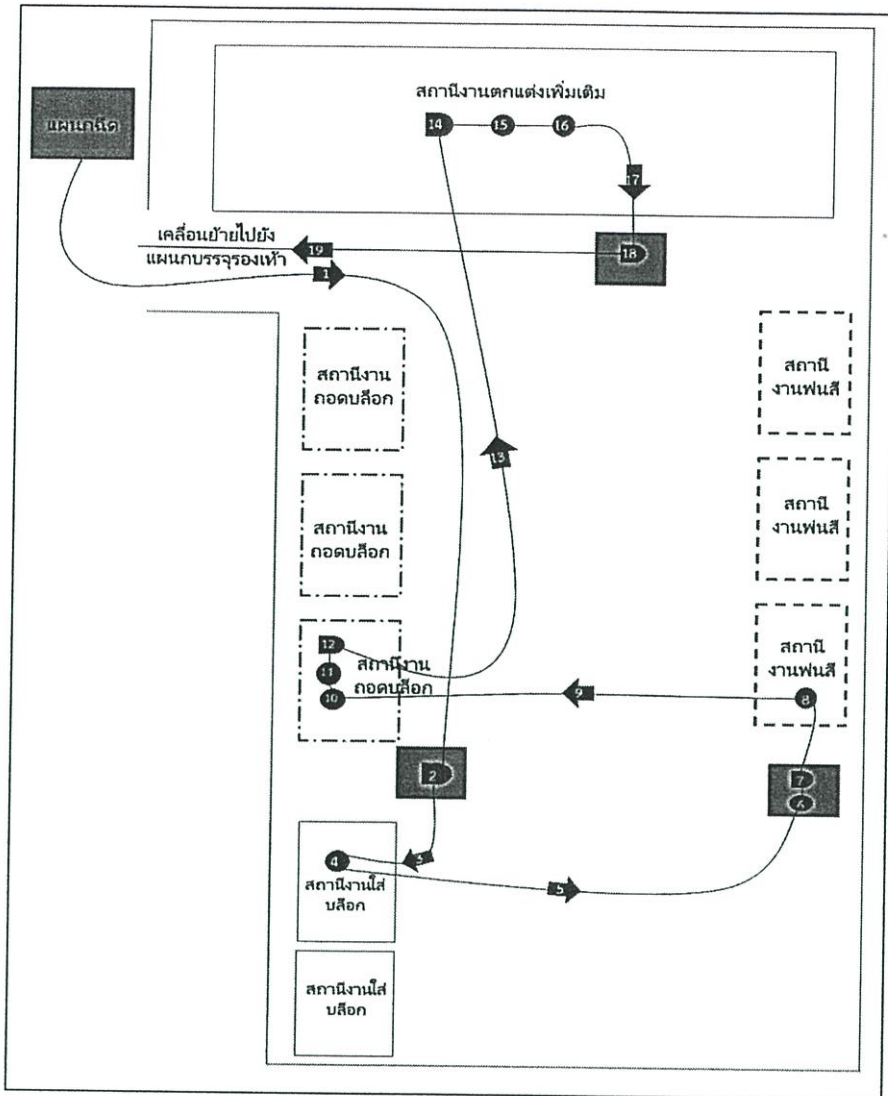 สถานีงานตกแต่งเพิ่มเติม
แผนกฉีด
14
15
16
17
เคลื่อนย้ายไปยัง
แผนกบรรจุรองเท้า
19
18
1
สถานีงาน
ถอดบล็อก
สถานี
งานพ่นสี
13
สถานีงาน
ถอดบล็อก
สถานี
งานพ่นสี
12
11
10
สถานีงาน
ถอดบล็อก
9
สถานี
งานพ่นสี
8
2
7
6
4
3
5
สถานีงานใส่
บล็อก
สถานีงานใส่
บล็อก